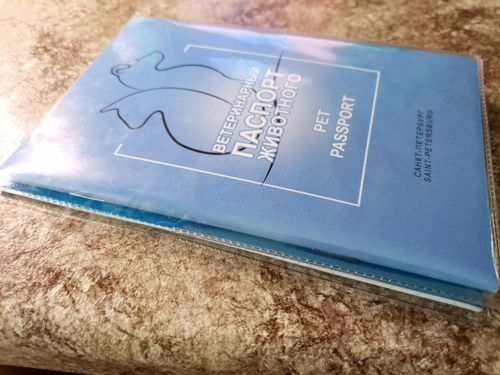 ВЕТЕРИНАРНЫЙ
ПАСПОРТ
ЖИВОТНОГО
PET
PASSPORT
САНКТ-ПЕТЕРБУРГ
SAINT-PETERSBURG